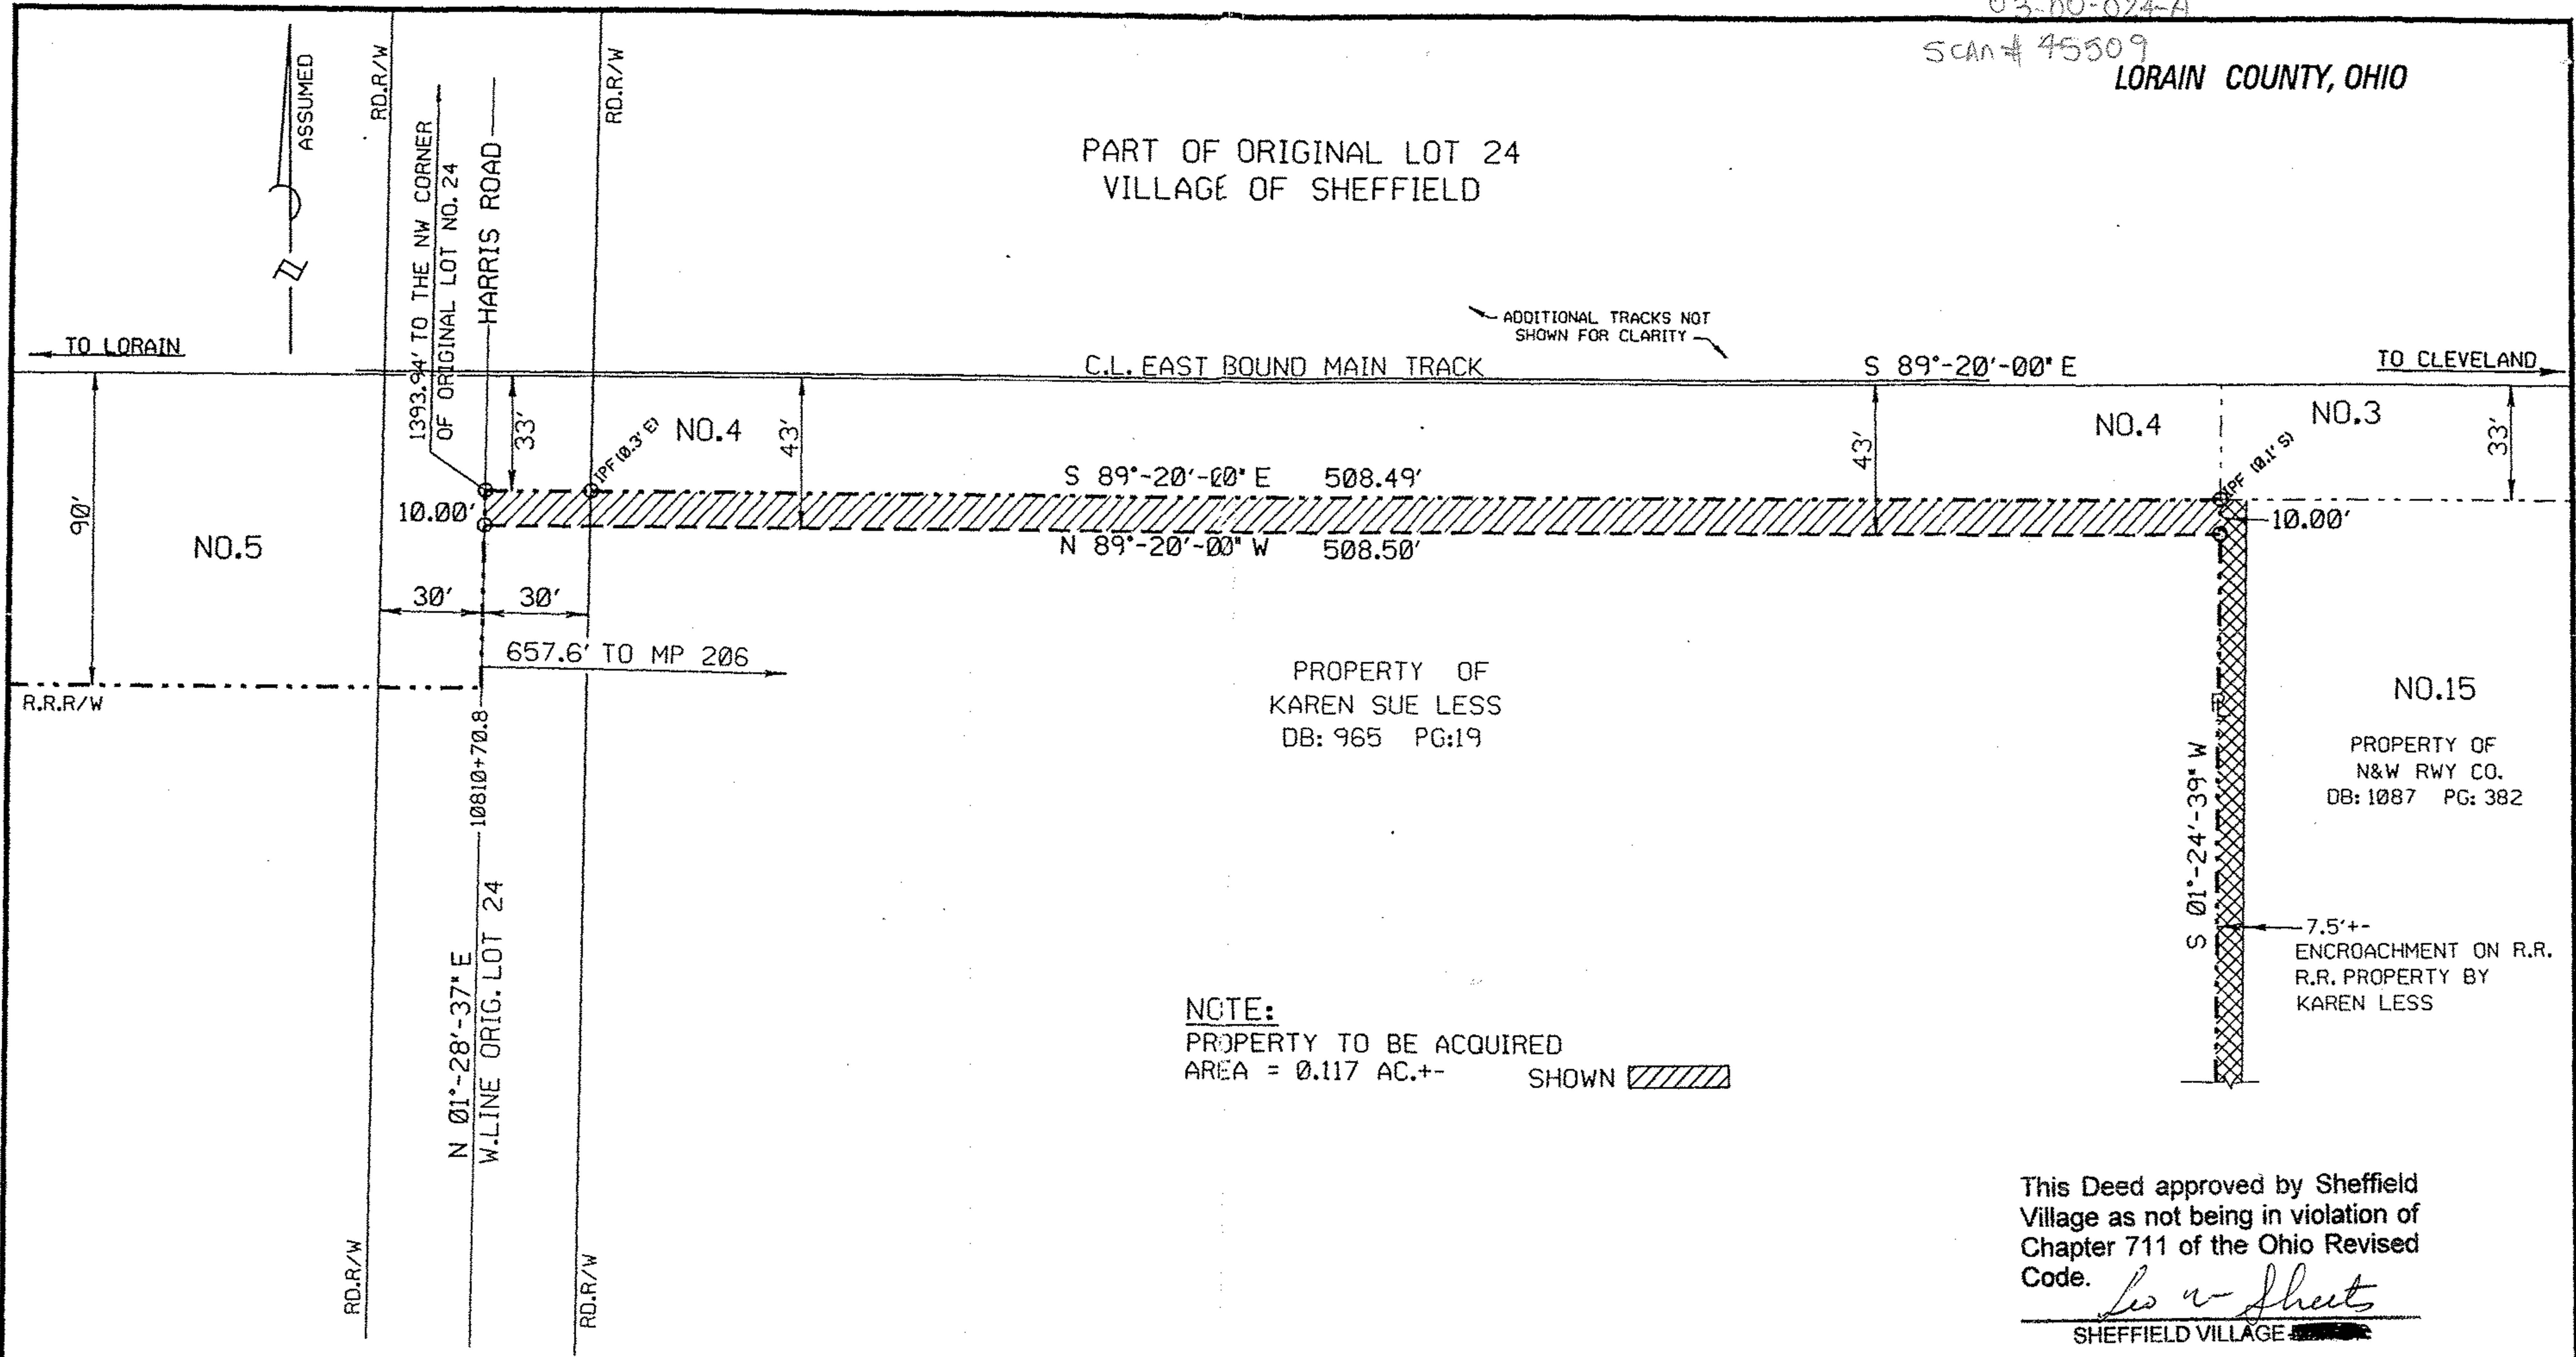 03-00-024-A
SCAN # 45509
LORAIN COUNTY, OHIO
ASSUMED
RD.R/W
1393.94' TO THE NW CORNER
OF ORIGINAL LOT NO. 24
HARRIS ROAD
RD.R/W
PART OF ORIGINAL LOT 24
VILLAGE OF SHEFFIELD
ADDITIONAL TRACKS NOT
SHOWN FOR CLARITY
TO LORAIN
C.L. EAST BOUND MAIN TRACK
S 89°-20'-00" E
TO CLEVELAND
90'
33'
IPF (0.3' E)
NO.4
43'
43'
NO.4
NO.3
33'
IPF (0.1' S)
S 89°-20'-00" E 508.49'
10.00'
10.00'
NO.5
N 89°-20'-00" W 508.50'
30'
30'
657.6' TO MP 206
R.R.R/W
10810+70.8
PROPERTY OF
KAREN SUE LESS
DB: 965 PG:19
NO.15
PROPERTY OF
N&W RWY CO.
DB: 1087 PG: 382
S 01°-24'-39" W
7.5'+-
ENCROACHMENT ON R.R.
R.R. PROPERTY BY
KAREN LESS
N 01°-28'-37" E
W.LINE ORIG. LOT 24
NOTE:
PROPERTY TO BE ACQUIRED
AREA = 0.117 AC.+- SHOWN
RD.R/W
RD.R/W
This Deed approved by Sheffield
Village as not being in violation of
Chapter 711 of the Ohio Revised
Code.
SHEFFIELD VILLAGE